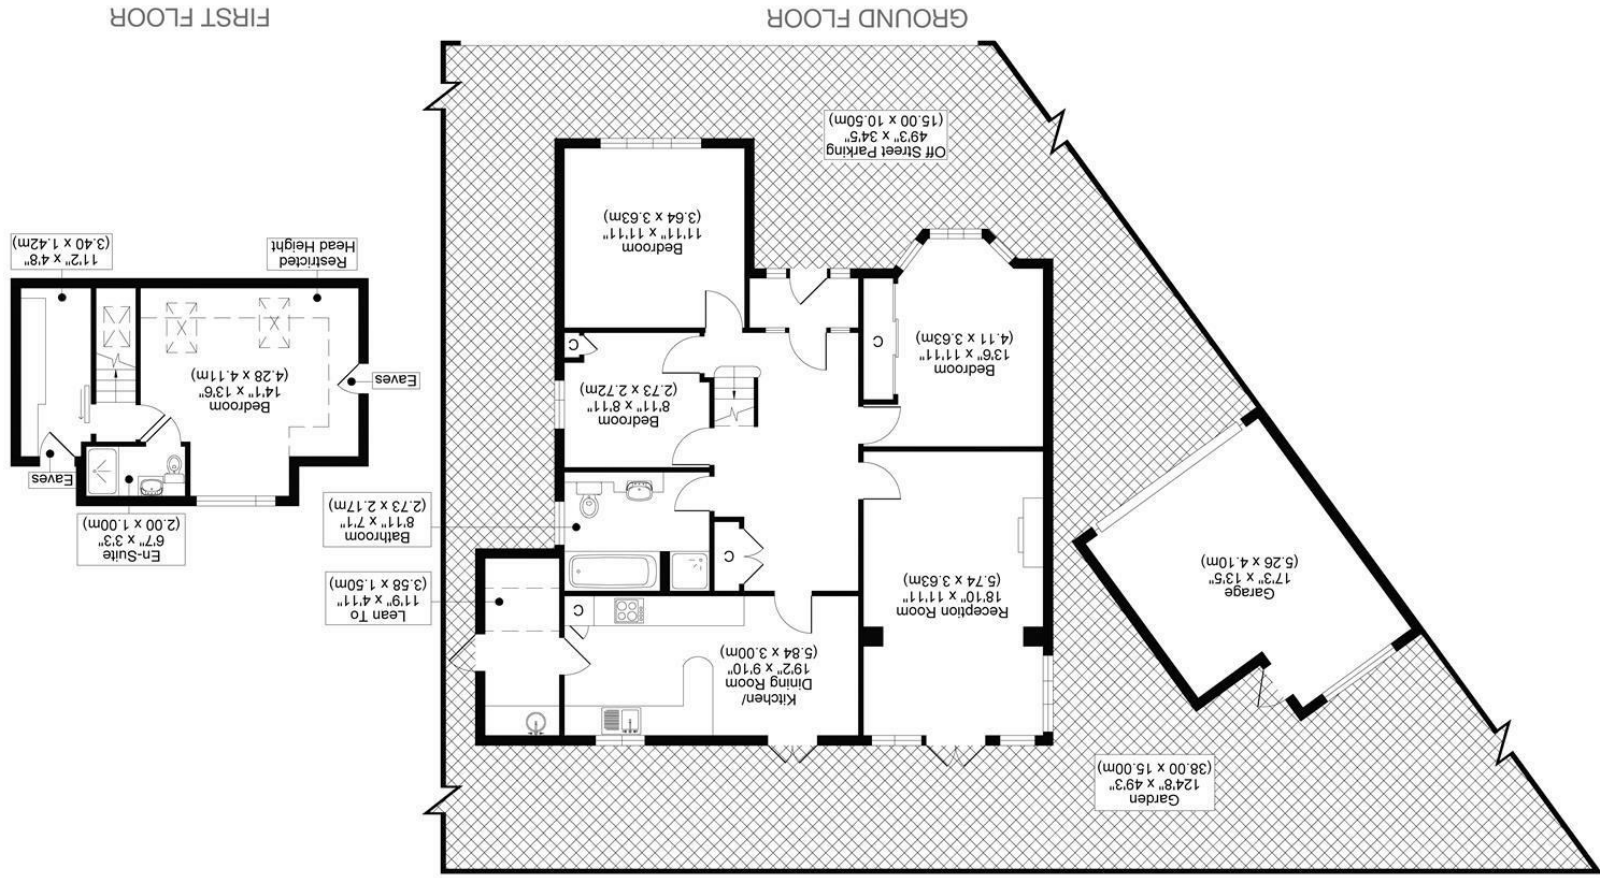 Garden
124'8" x 49'3"
(38.00 x 15.00m)
Kitchen/
Dining Room
19'2" x 9'10"
(5.84 x 3.00m)
Garage
17'3" x 13'5"
(5.26 x 4.10m)
Reception Room
18'10" x 11'11"
(5.74 x 3.63m)
C
Lean To
11'9" x 4'11"
(3.58 x 1.50m)
C
Bathroom
8'11" x 7'1"
(2.73 x 2.17m)
Bedroom
8'11" x 8'11"
(2.73 x 2.72m)
Bedroom
13'6" x 11'11"
(4.11 x 3.63m)
C
C
Bedroom
11'11" x 11'11"
(3.64 x 3.63m)
Off Street Parking
49'3" x 34'5"
(15.00 x 10.50m)
GROUND FLOOR
En-Suite
6'7" x 3'3"
(2.00 x 1.00m)
Eaves
Bedroom
14'1" x 13'6"
(4.28 x 4.11m)
Eaves
Restricted
Head Height
11'2" x 4'8"
(3.40 x 1.42m)
FIRST FLOOR